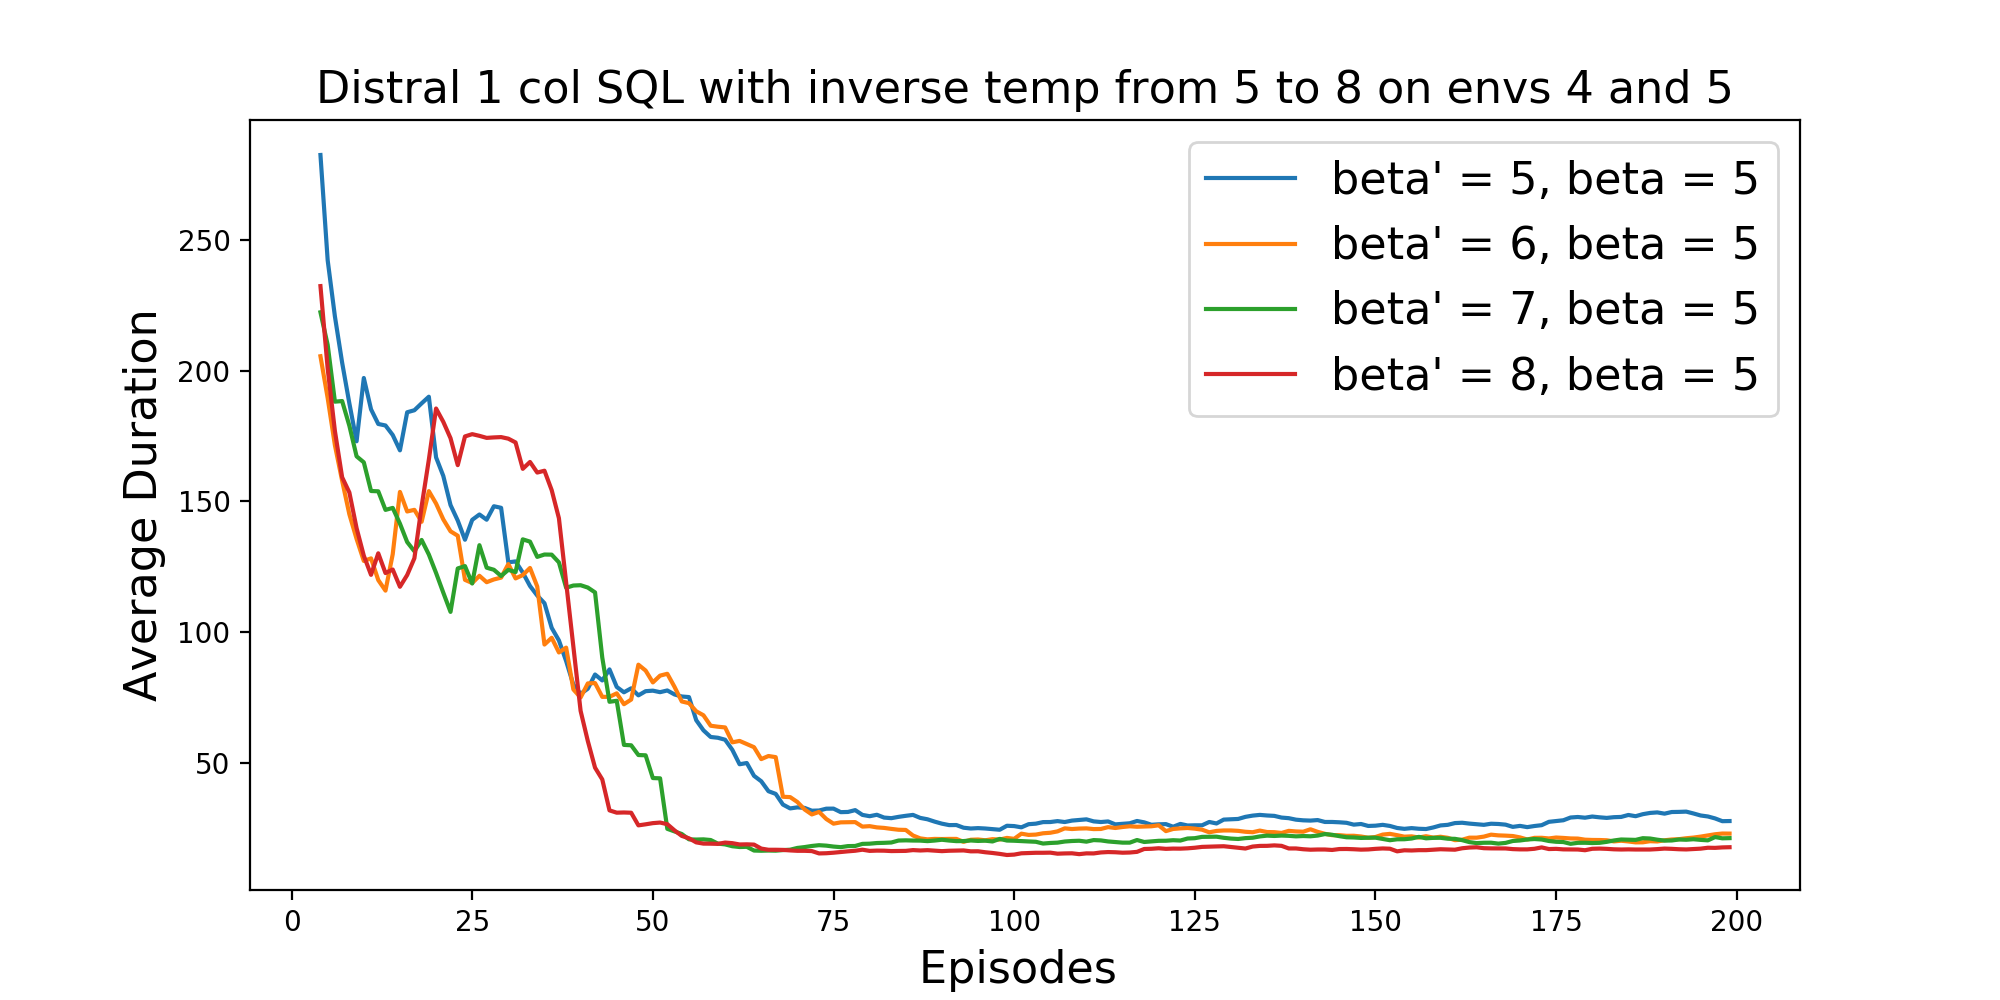 Distral 1 col SQL with inverse temp from 5 to 8 on envs 4 and 5
beta' = 5, beta = 5
beta' = 6, beta = 5
beta' = 7, beta = 5
beta' = 8, beta = 5
Average Duration
250
200
150
100
50
0 25 50 75 100 125 150 175 200
Episodes